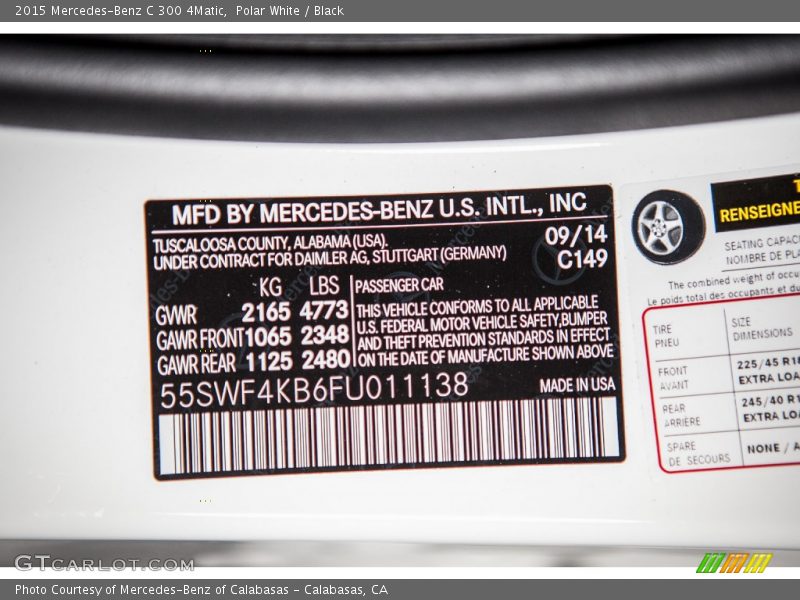 2015 Mercedes-Benz C 300 4Matic, Polar White / Black
MFD BY MERCEDES-BENZ U.S. INTL., INC
TUSCALOOSA COUNTY, ALABAMA (USA). 09/14
UNDER CONTRACT FOR DAIMLER AG, STUTTGART (GERMANY) C149
KG LBS PASSENGER CAR
GVWR 2165 4773
GAWR FRONT 1065 2348
GAWR REAR 1125 2480
THIS VEHICLE CONFORMS TO ALL APPLICABLE
U.S. FEDERAL MOTOR VEHICLE SAFETY,BUMPER
AND THEFT PREVENTION STANDARDS IN EFFECT
ON THE DATE OF MANUFACTURE SHOWN ABOVE
55SWF4KB6FU011138 MADE IN USA
RENSEIGNE
SEATING CAPAC
NOMBRE DE PLA
The combined weight of occu
Le poids total des occupants et du
TIRE SIZE
PNEU DIMENSIONS
FRONT 225/45 R18
AVANT EXTRA LOA
REAR 245/40 R1
ARRIERE EXTRA LOA
SPARE NONE / A
DE SECOURS
GTCARLOT.COM
Photo Courtesy of Mercedes-Benz of Calabasas - Calabasas, CA